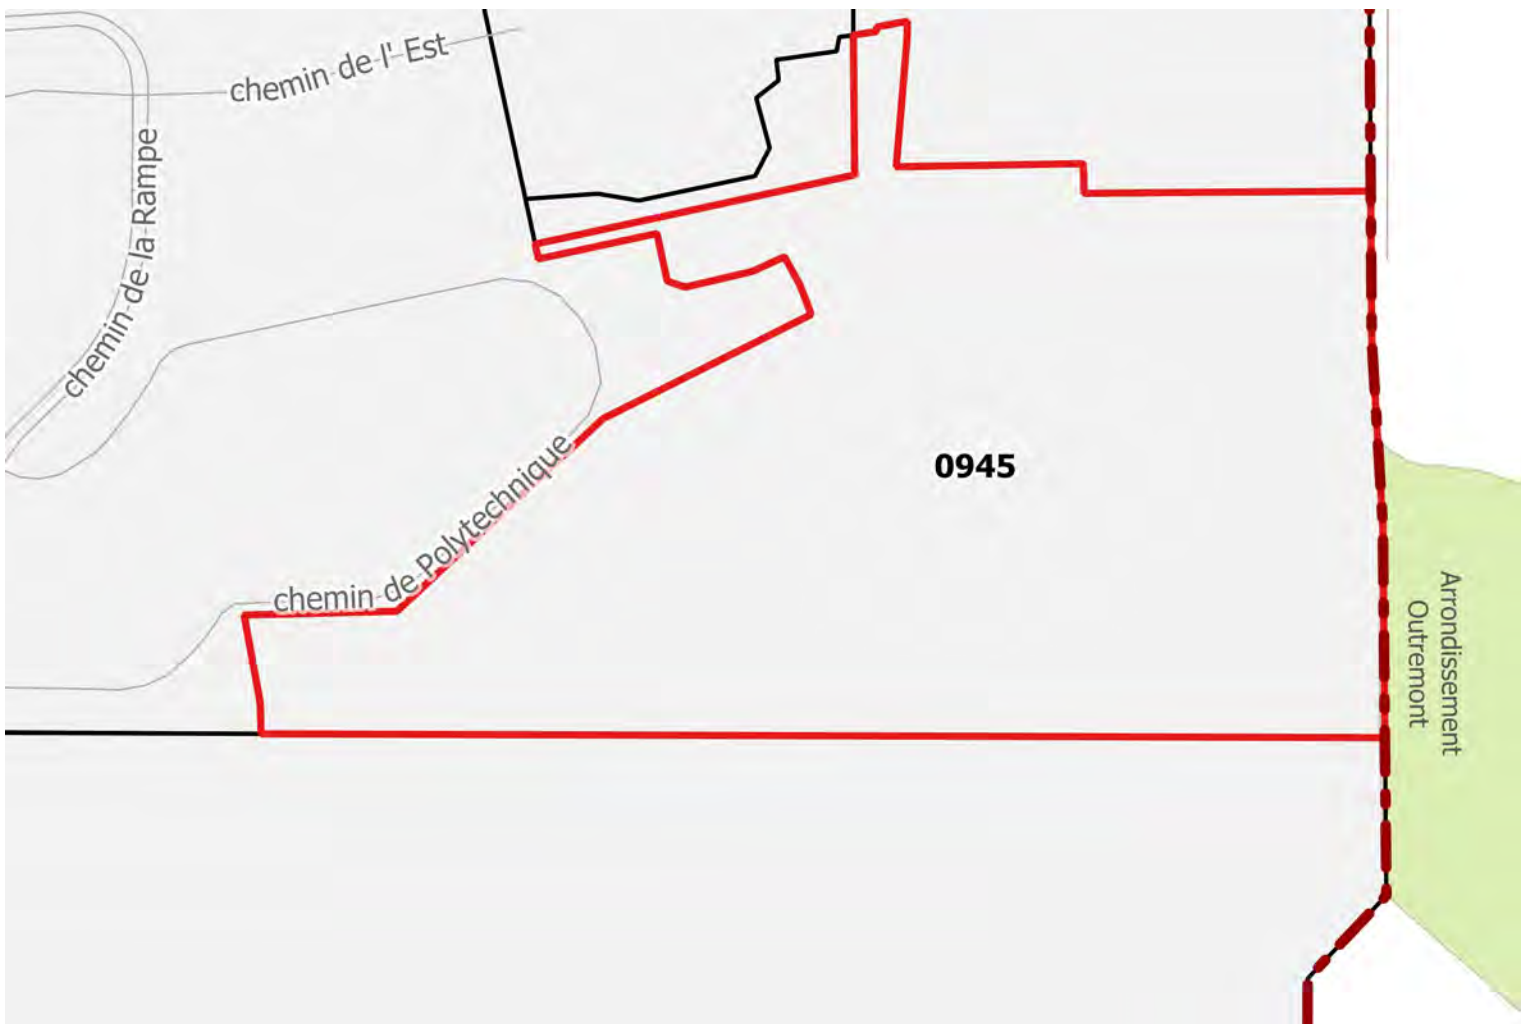 chemin de l' Est
chemin-de-la-Rampe
0945
chemin-de-Polytechnique
Arrondissement
Outremont